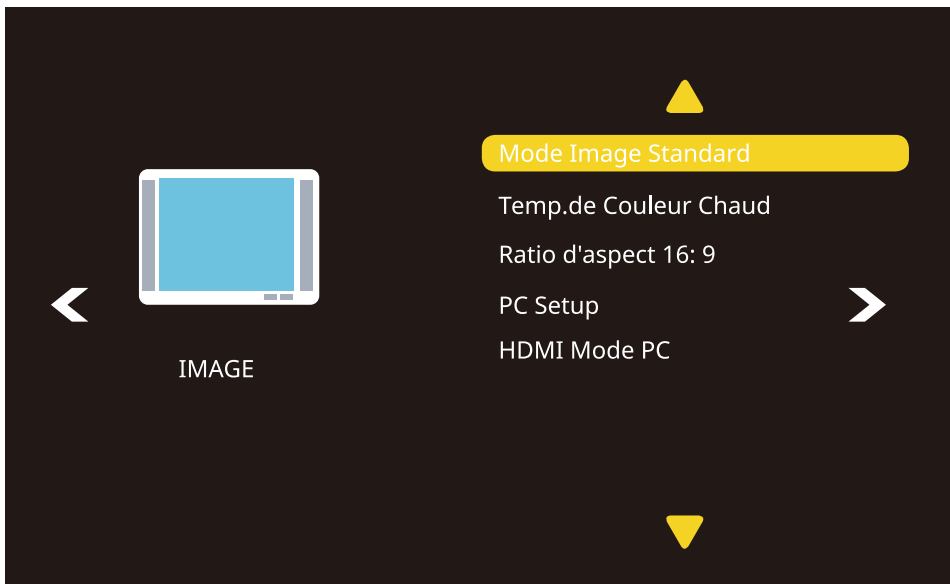 Mode Image Standard
Temp.de Couleur Chaud
Ratio d'aspect 16: 9
PC Setup
HDMI Mode PC
IMAGE